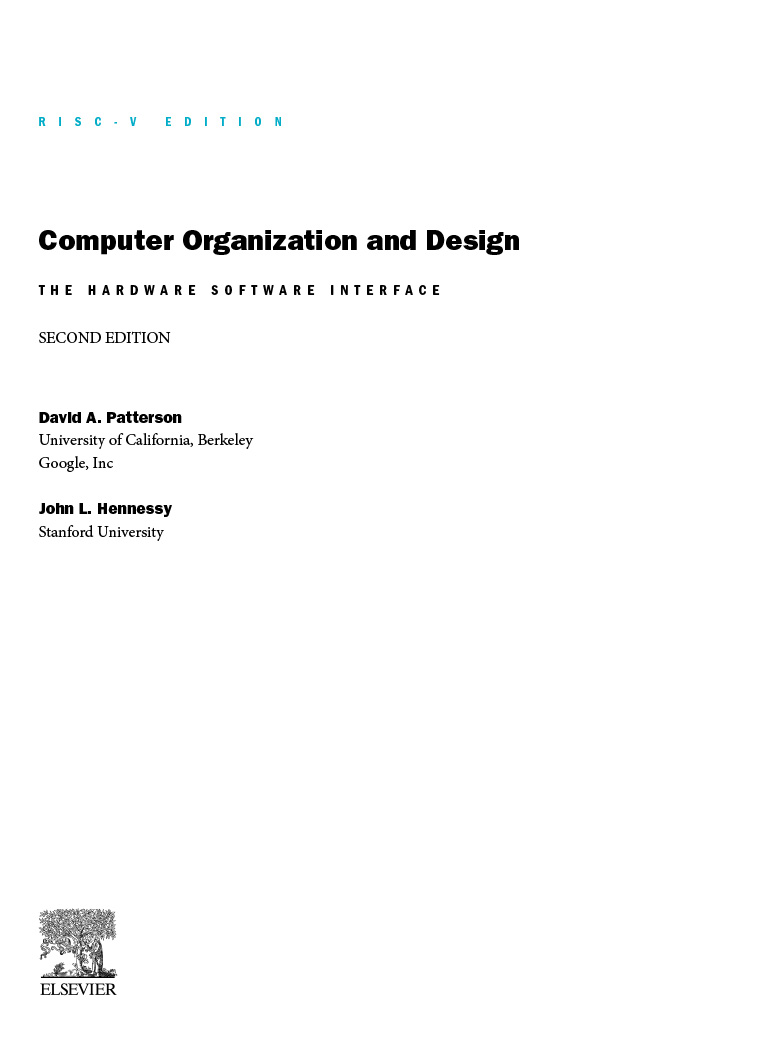 RISC-V EDITION
Computer Organization and Design
THE HARDWARE SOFTWARE INTERFACE
SECOND EDITION
David A. Patterson
University of California, Berkeley
Google, Inc
John L. Hennessy
Stanford University
ELSEVIER